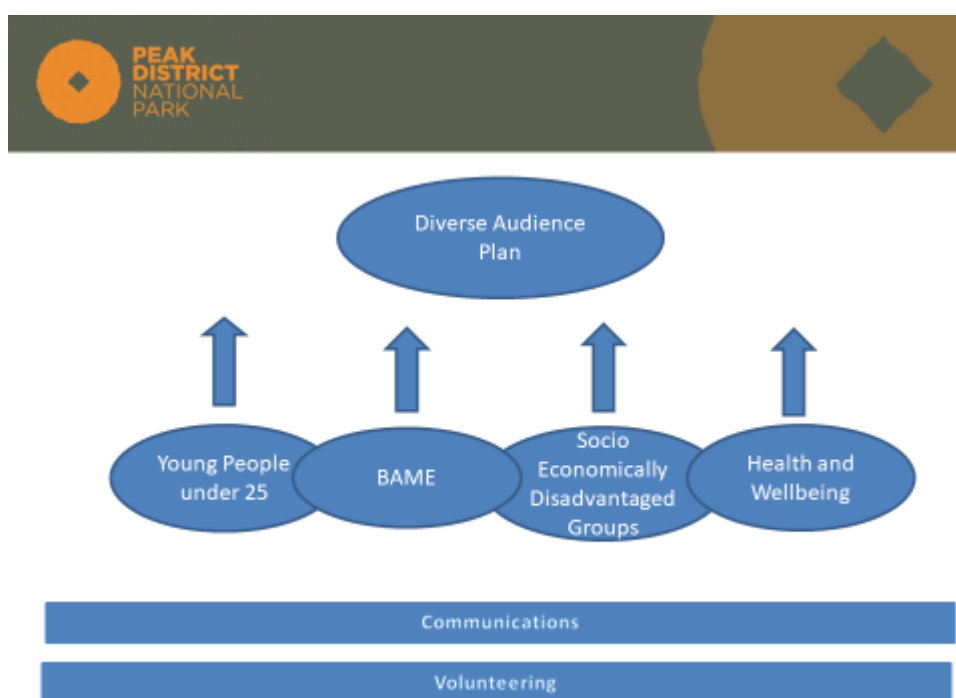 PEAK
DISTRICT
NATIONAL
PARK
Diverse Audience
Plan
Young People
under 25
BAME
Socio
Economically
Disadvantaged
Groups
Health and
Wellbeing
Communications
Volunteering